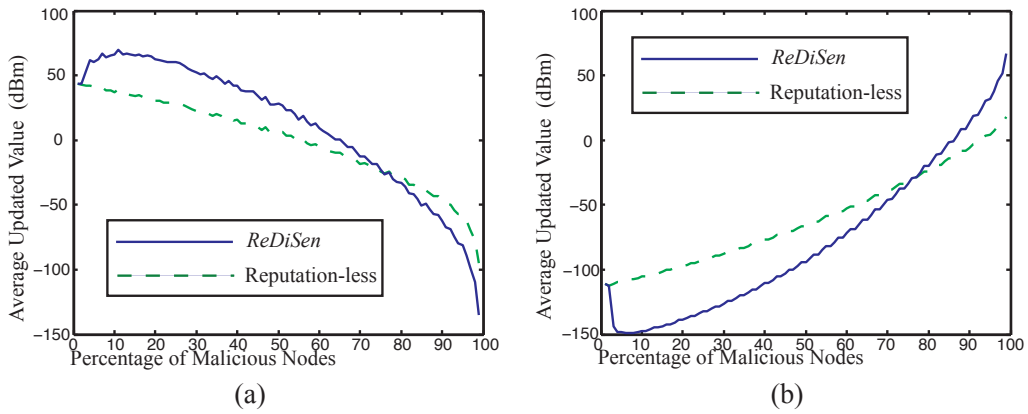 100
50
0
−50
−100
−150
Average Updated Value (dBm)
ReDiSen
Reputation-less
0 10 20 30 40 50 60 70 80 90 100
Percentage of Malicious Nodes
(a)
100
50
0
−50
−100
−150
Average Updated Value (dBm)
ReDiSen
Reputation-less
0 10 20 30 40 50 60 70 80 90 100
Percentage of Malicious Nodes
(b)